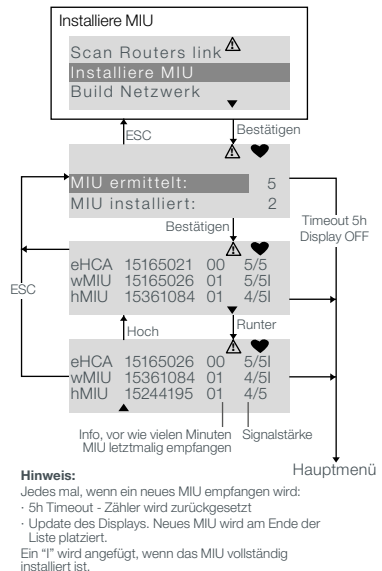 Installiere MIU
Scan Routers link
Installiere MIU
Build Netzwerk
ESC
Bestätigen
MIU ermittelt: 5
MIU installiert: 2
Bestätigen
Timeout 5h
Display OFF
eHCA 15165021 00 5/5
wMIU 15165026 01 5/5I
hMIU 15361084 01 4/5I
ESC
Hoch
Runter
eHCA 15165026 00 5/5I
wMIU 15361084 01 4/5I
hMIU 15244195 01 4/5
Info, vor wie vielen Minuten
MIU letztmalig empfangen
Signalstärke
Hauptmenü
Hinweis:
Jedes mal, wenn ein neues MIU empfangen wird:
· 5h Timeout - Zähler wird zurückgesetzt
· Update des Displays. Neues MIU wird am Ende der
Liste platziert.
Ein "I" wird angefügt, wenn das MIU vollständig
installiert ist.